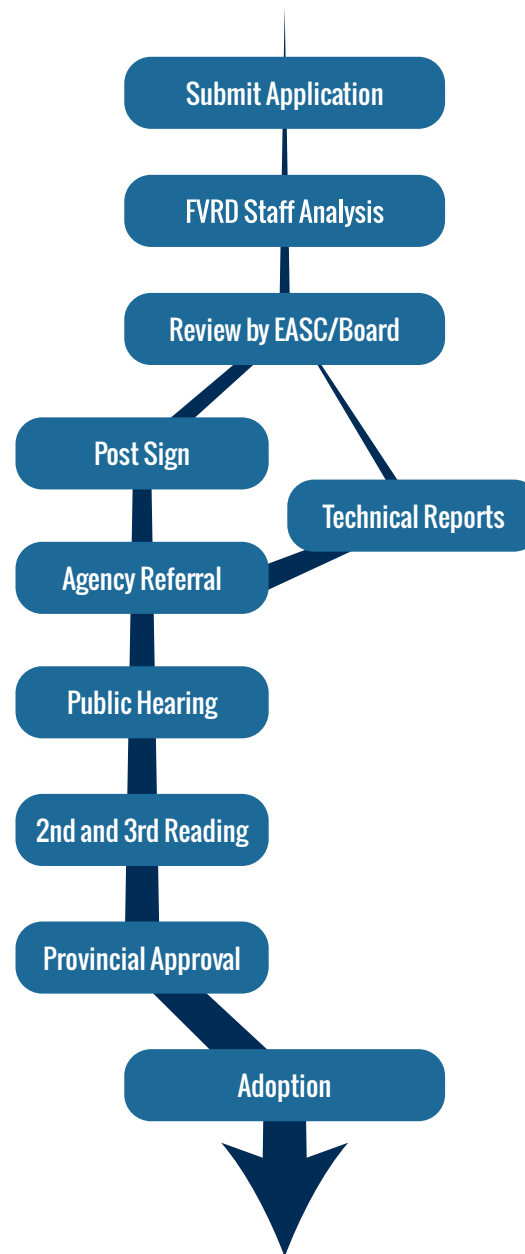 Submit Application
FVRD Staff Analysis
Review by EASC/Board
Post Sign
Technical Reports
Agency Referral
Public Hearing
2nd and 3rd Reading
Provincial Approval
Adoption